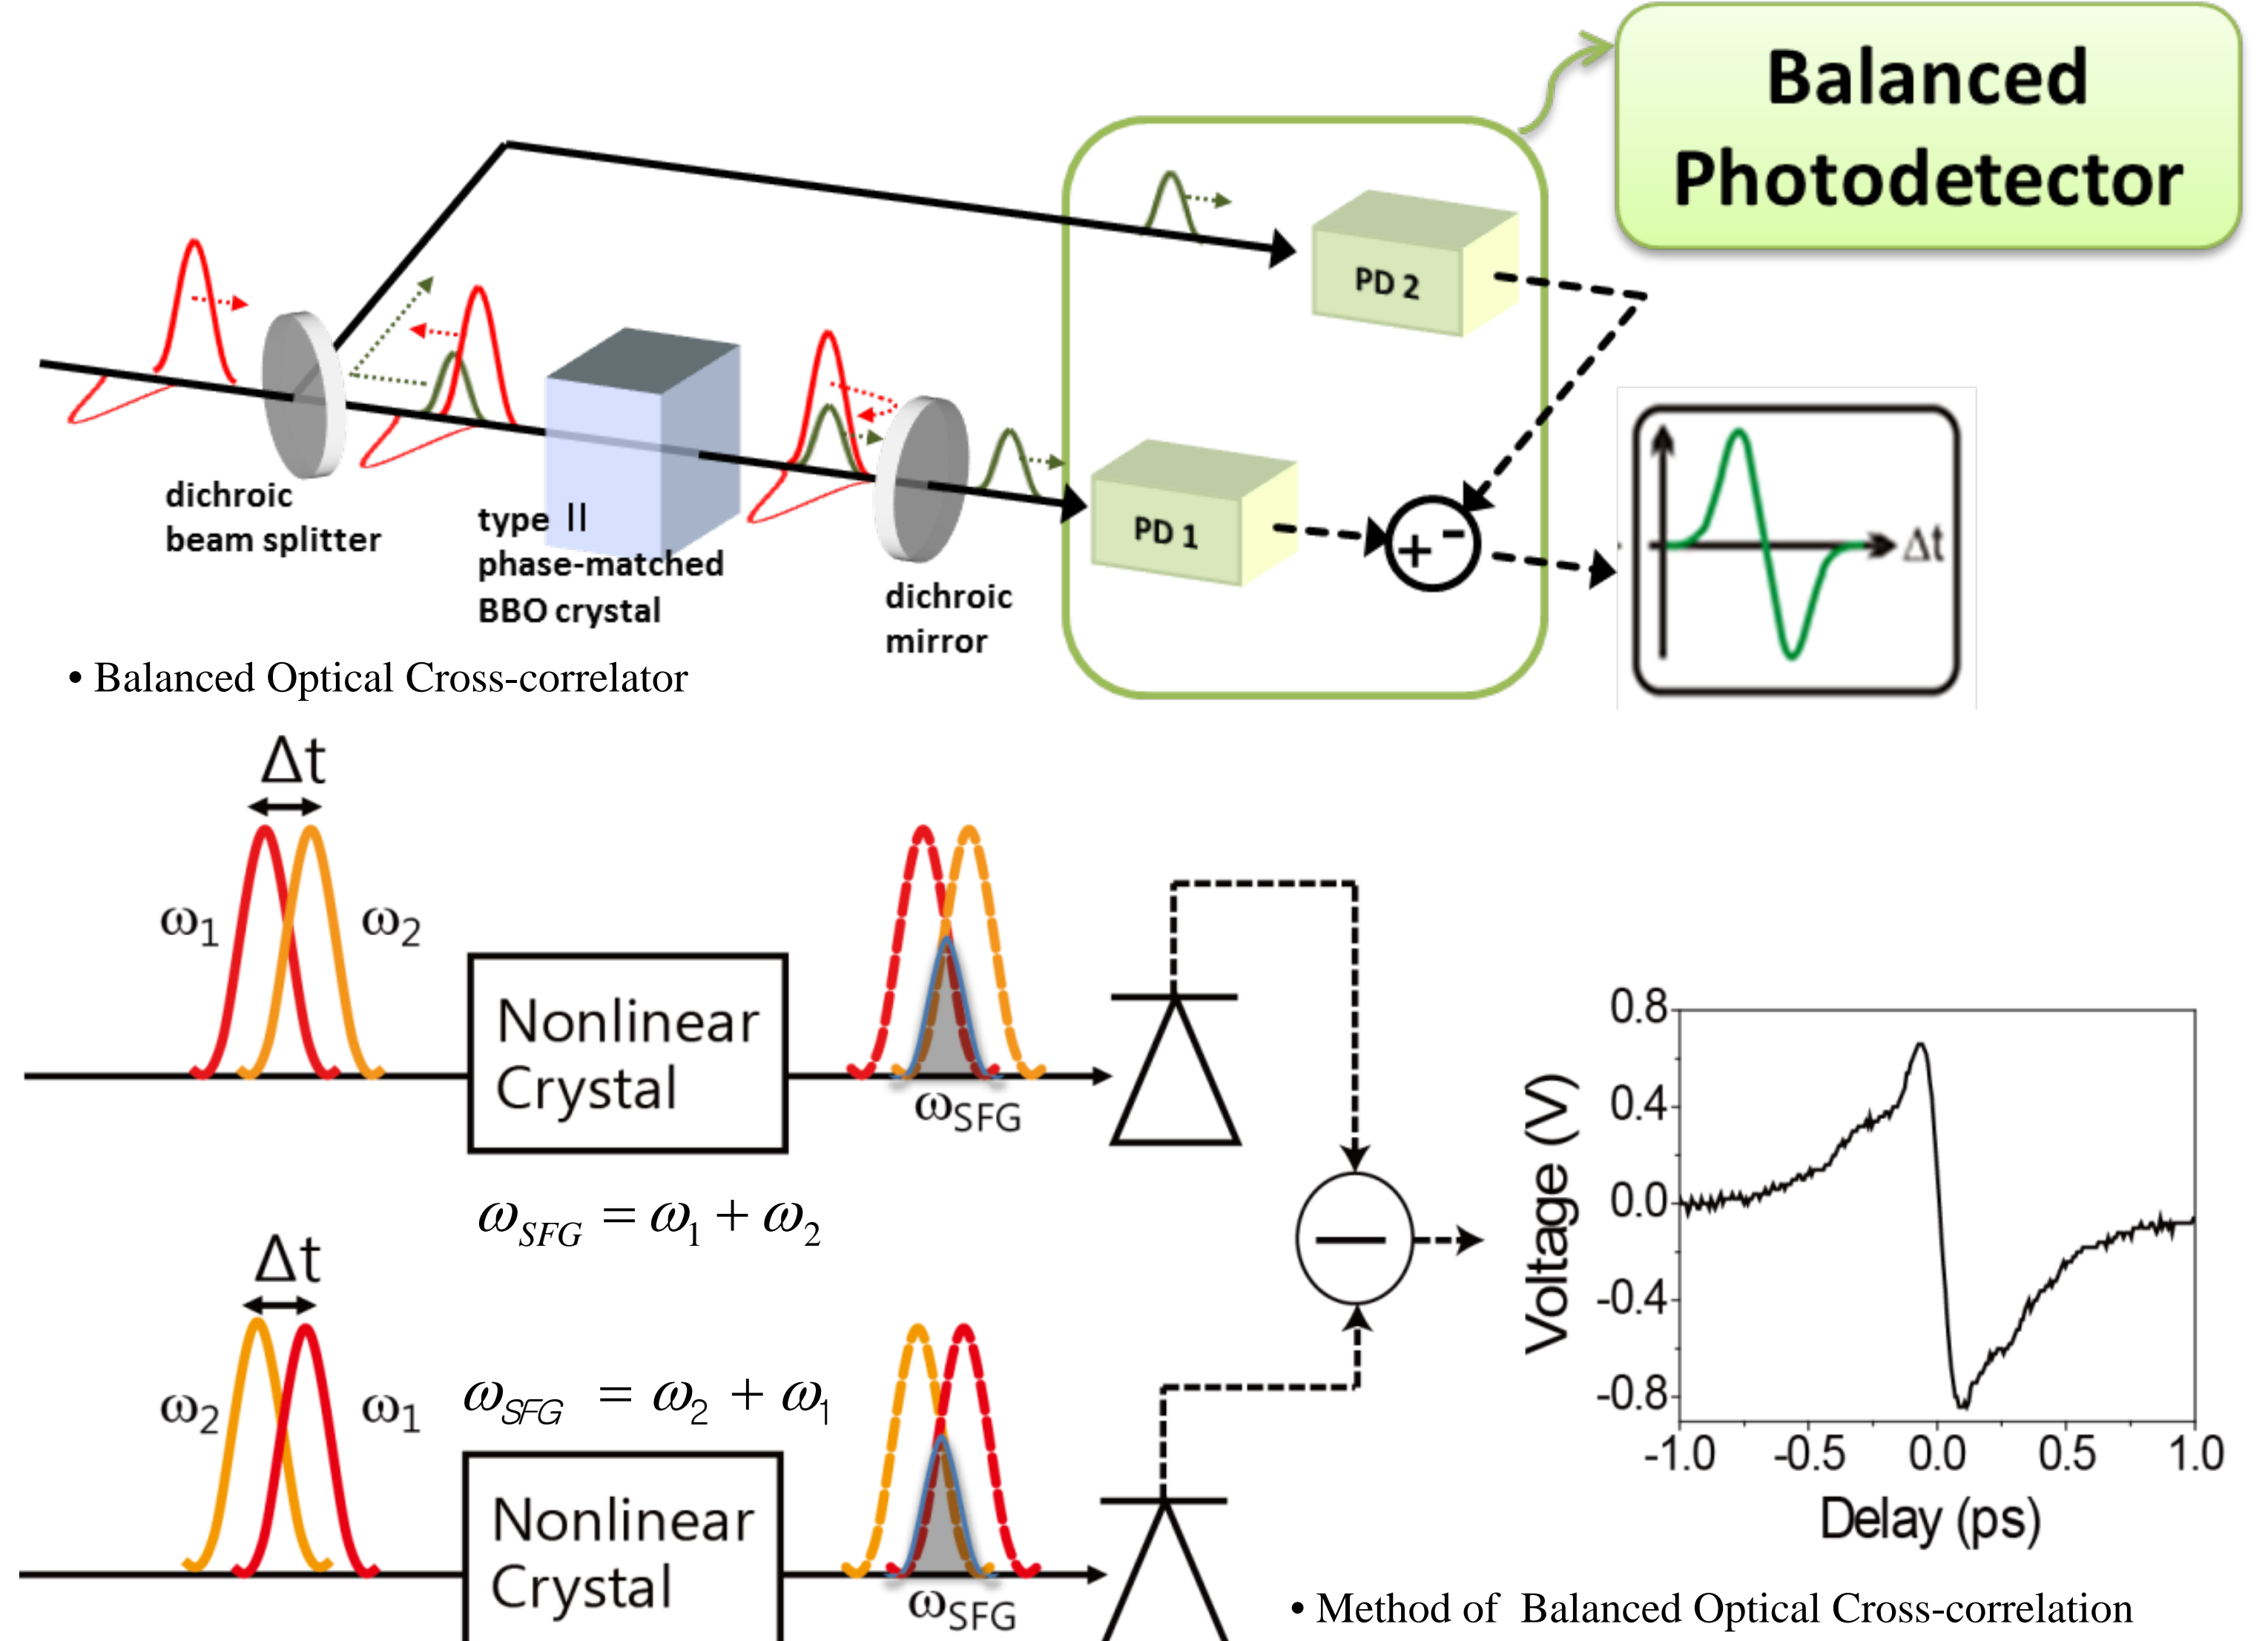 Balanced
Photodetector
PD 2
dichroic
beam splitter
type II
phase-matched
BBO crystal
PD 1
+ -
dichroic
mirror
Δt
• Balanced Optical Cross-correlator
Δt
ω1
ω2
Nonlinear
Crystal
ωSFG
ωSFG = ω1 + ω2
Δt
ω2
ω1
ωSFG = ω2 + ω1
Nonlinear
Crystal
ωSFG
—
Voltage (V)
0.8
0.4
0.0
-0.4
-0.8
-1.0 -0.5 0.0 0.5 1.0
Delay (ps)
• Method of Balanced Optical Cross-correlation